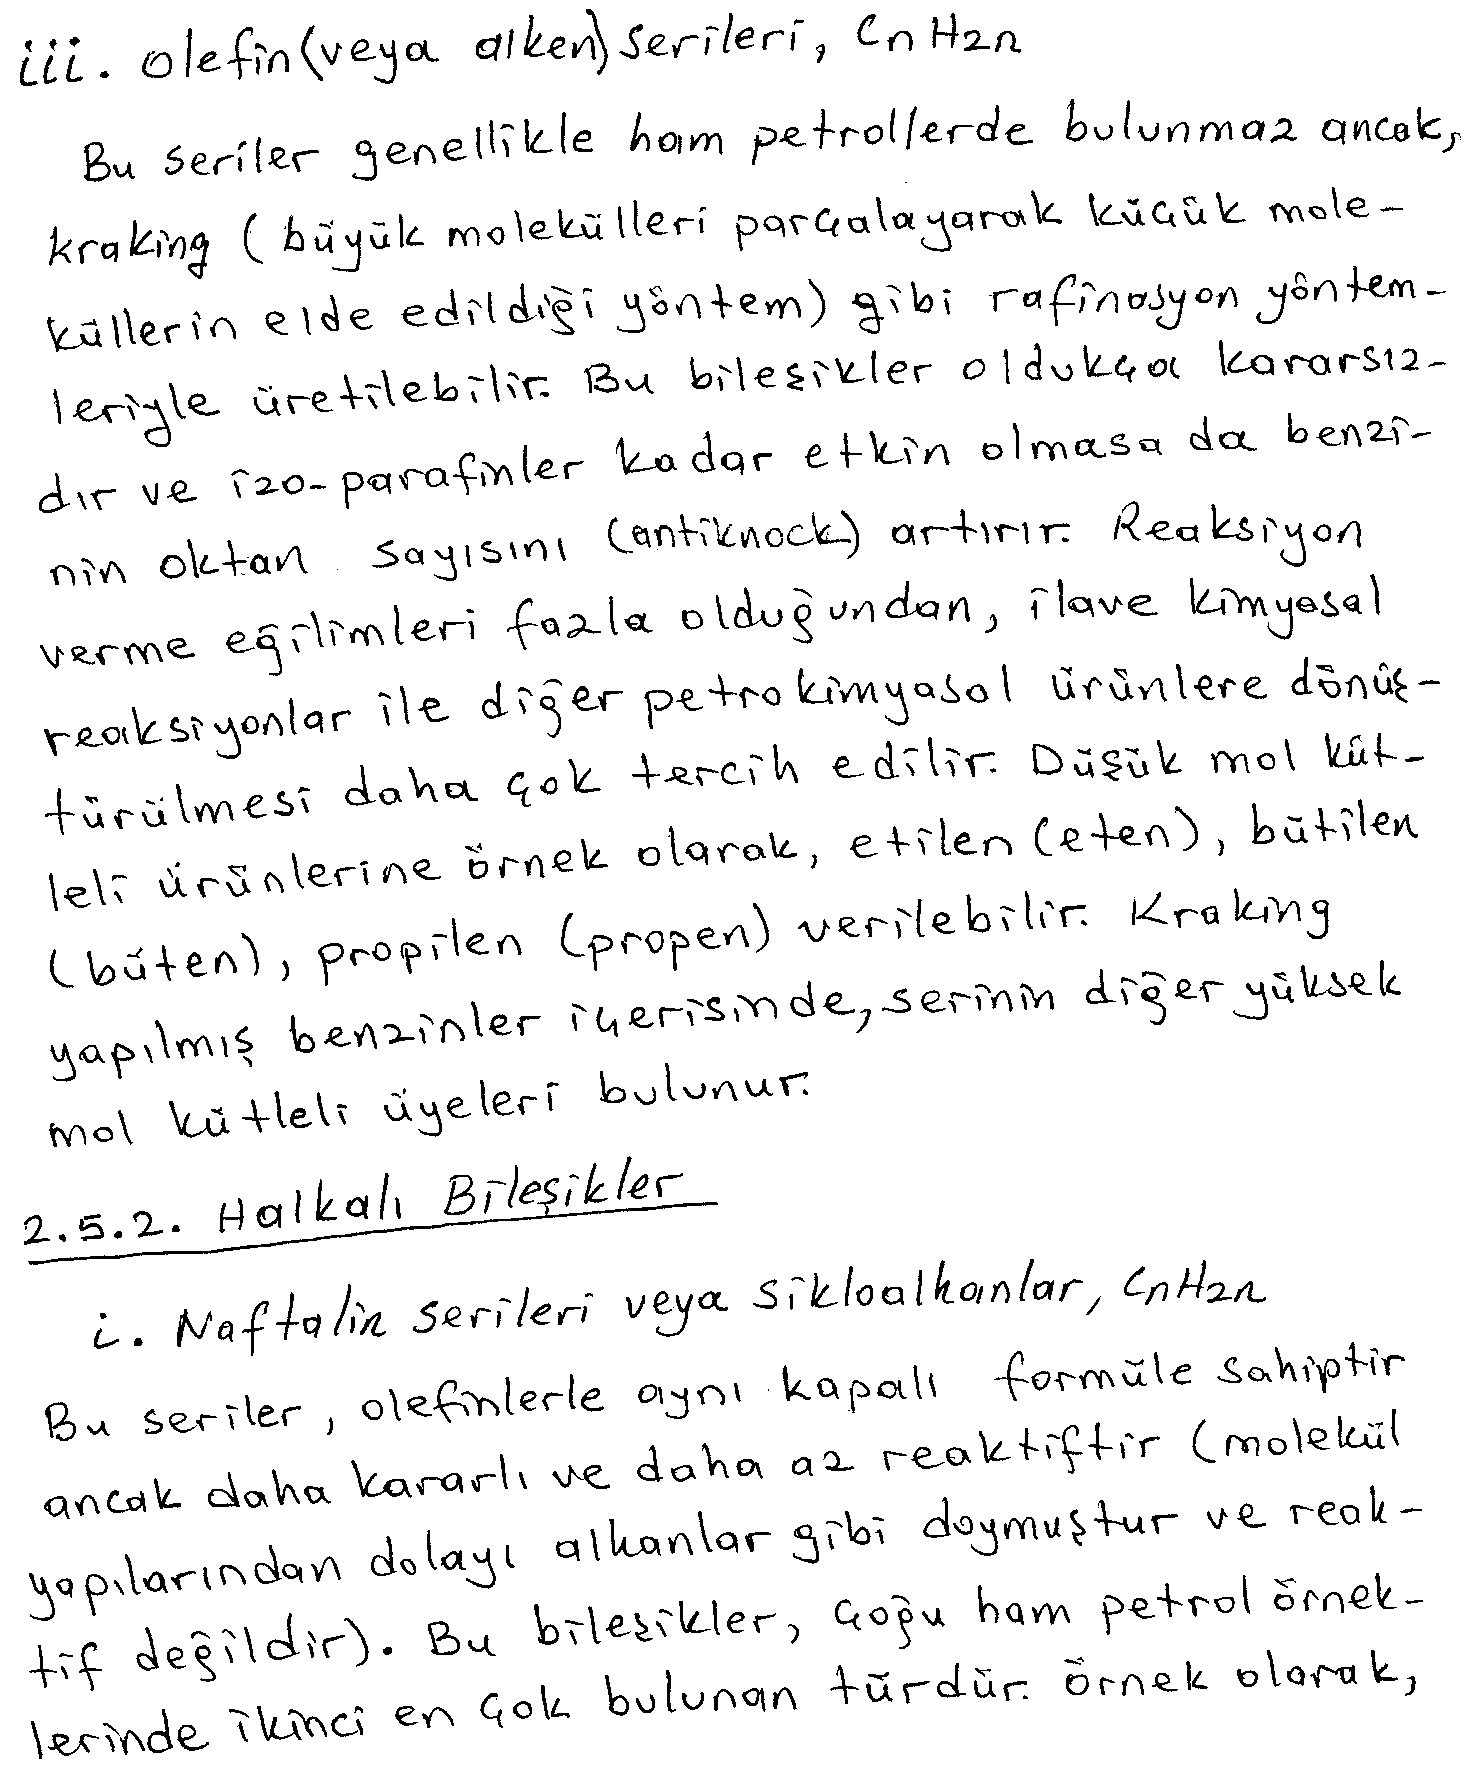 iii. olefin (veya alken) serileri, CnH2n
Bu seriler genellikle ham petrollerde bulunmaz ancak,
kraking ( büyük molekülleri parçalayarak küçük mole-
küllerin elde edildiği yöntem) gibi rafinasyon yöntem-
leriyle üretilebilir. Bu bileşikler oldukça kararsız-
dır ve izo-parafinler kadar etkin olmasa da benzi-
nin oktan sayısını (antiknock) artırır. Reaksiyon
verme eğilimleri fazla olduğundan, ilave kimyasal
reaksiyonlar ile diğer petrokimyasal ürünlere dönüş-
türülmesi daha çok tercih edilir. Düşük mol küt-
leli ürünlerine örnek olarak, etilen (eten), bütilen
(büten), propilen (propen) verilebilir. Kraking
yapılmış benzinler içerisinde, serinin diğer yüksek
mol kütleli üyeleri bulunur.
2.5.2. Halkalı Bileşikler
i. Naftalin serileri veya sikloalkanlar, CnH2n
Bu seriler, olefinlerle aynı kapalı formüle sahiptir
ancak daha kararlı ve daha az reaktiftir (molekül
yapılarından dolayı alkanlar gibi doymuştur ve reak-
tif değildir). Bu bileşikler, çoğu ham petrol örnek-
lerinde ikinci en çok bulunan türdür. Örnek olarak,